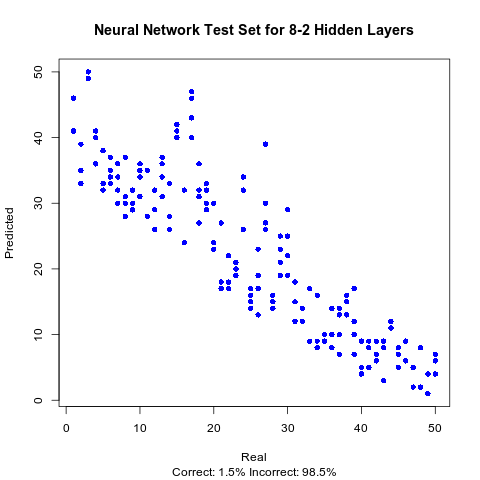 Neural Network Test Set for 8-2 Hidden Layers
50
40
30
20
10
0
Predicted
0 10 20 30 40 50
Real
Correct: 1.5% Incorrect: 98.5%